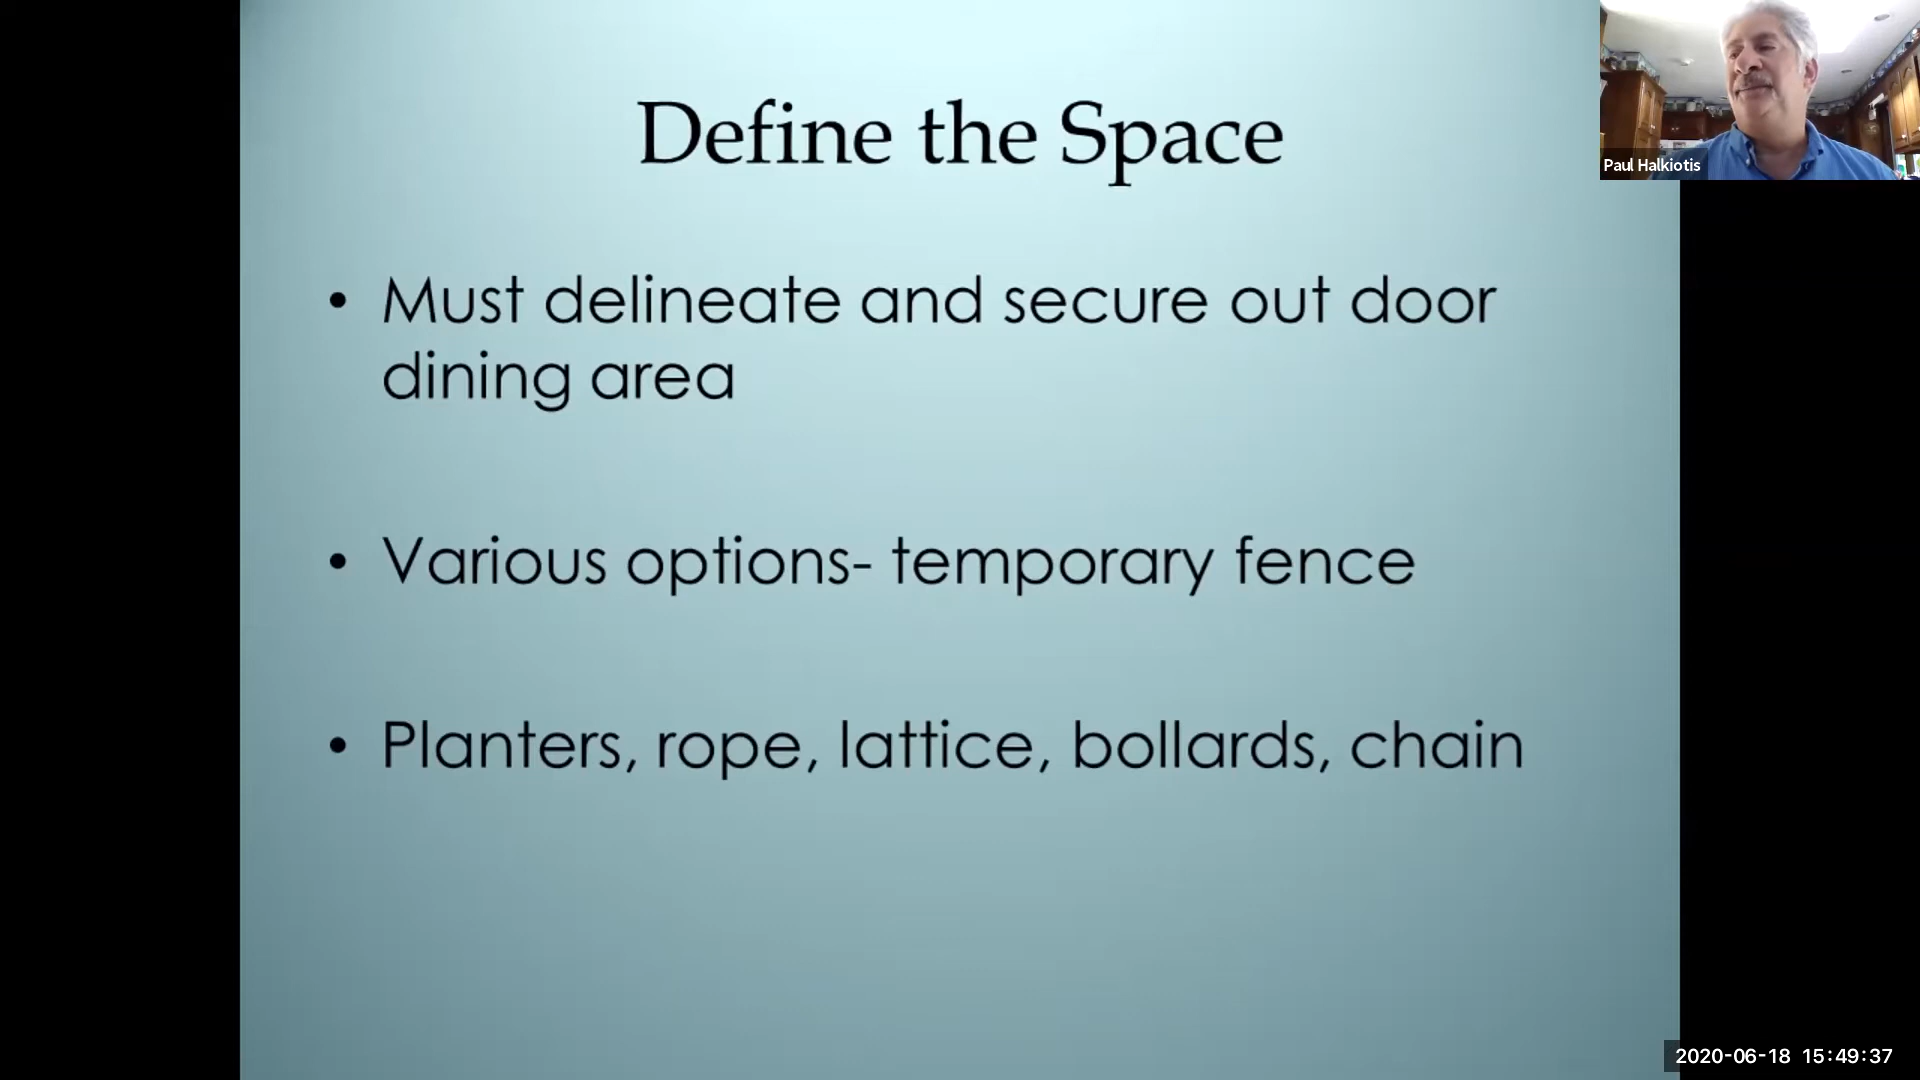 Define the Space
Paul Halkiotis
• Must delineate and secure out door
dining area
• Various options- temporary fence
• Planters, rope, lattice, bollards, chain
2020-06-18 15:49:37